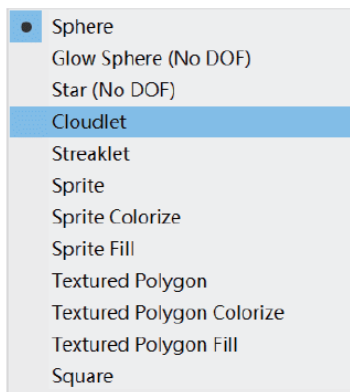 Sphere
Glow Sphere (No DOF)
Star (No DOF)
Cloudlet
Streaklet
Sprite
Sprite Colorize
Sprite Fill
Textured Polygon
Textured Polygon Colorize
Textured Polygon Fill
Square